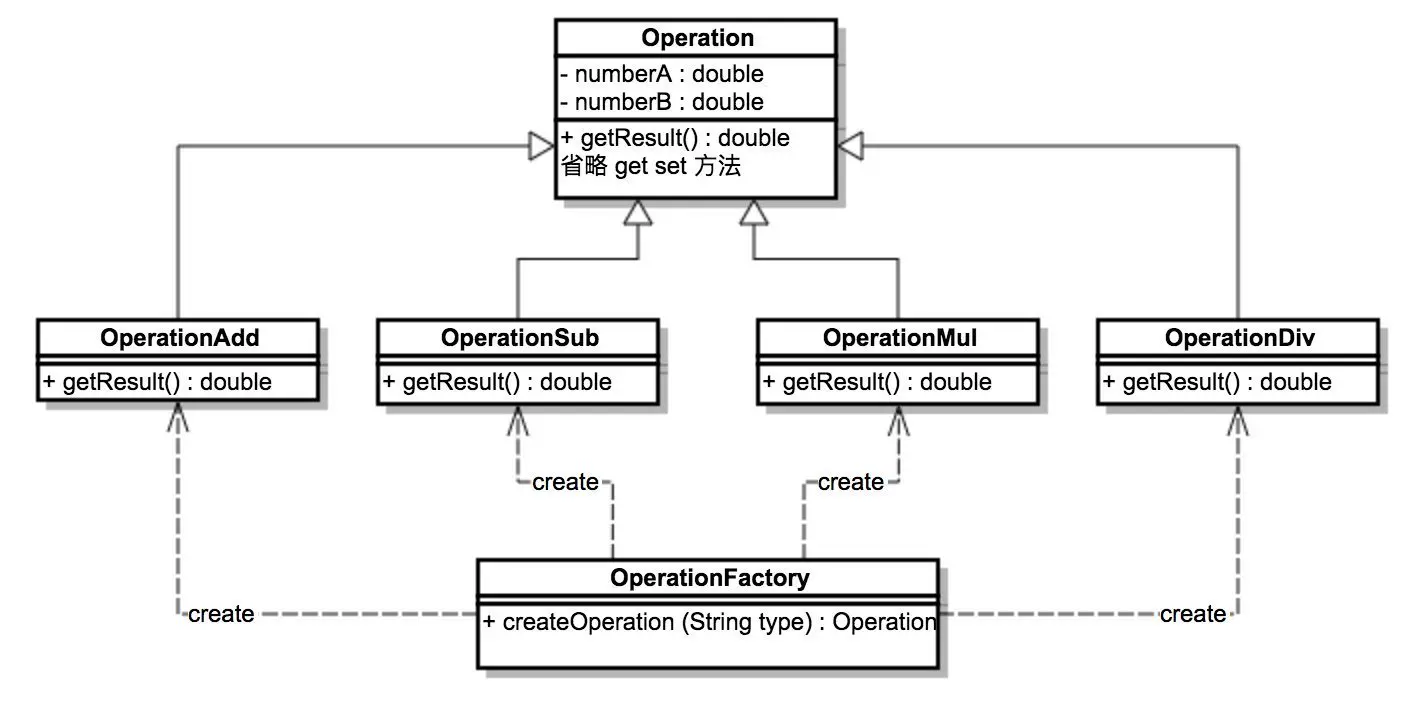 Operation
- numberA : double
- numberB : double
+ getResult() : double
省略 get set 方法
OperationAdd
+ getResult() : double
OperationSub
+ getResult() : double
OperationMul
+ getResult() : double
OperationDiv
+ getResult() : double
create
create
create
create
OperationFactory
+ createOperation (String type) : Operation